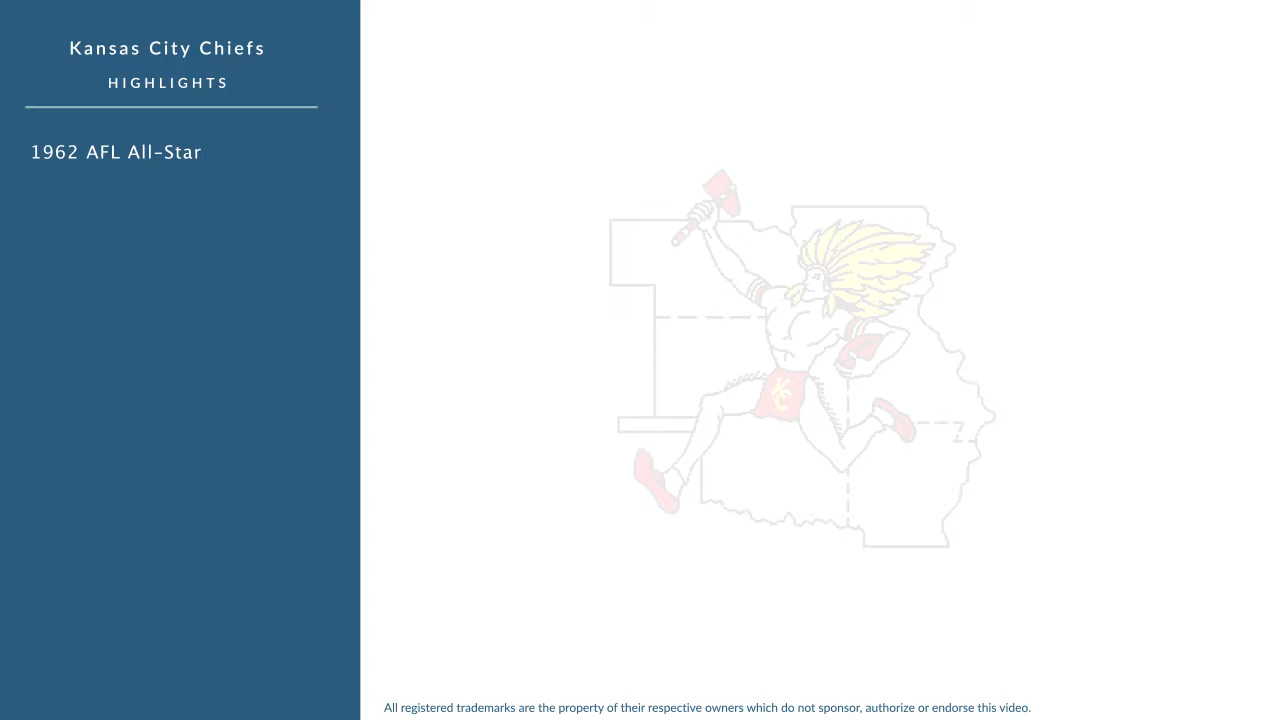 Kansas City Chiefs
HIGHLIGHTS
1962 AFL All-Star
KC
All registered trademarks are the property of their respective owners which do not sponsor, authorize or endorse this video.